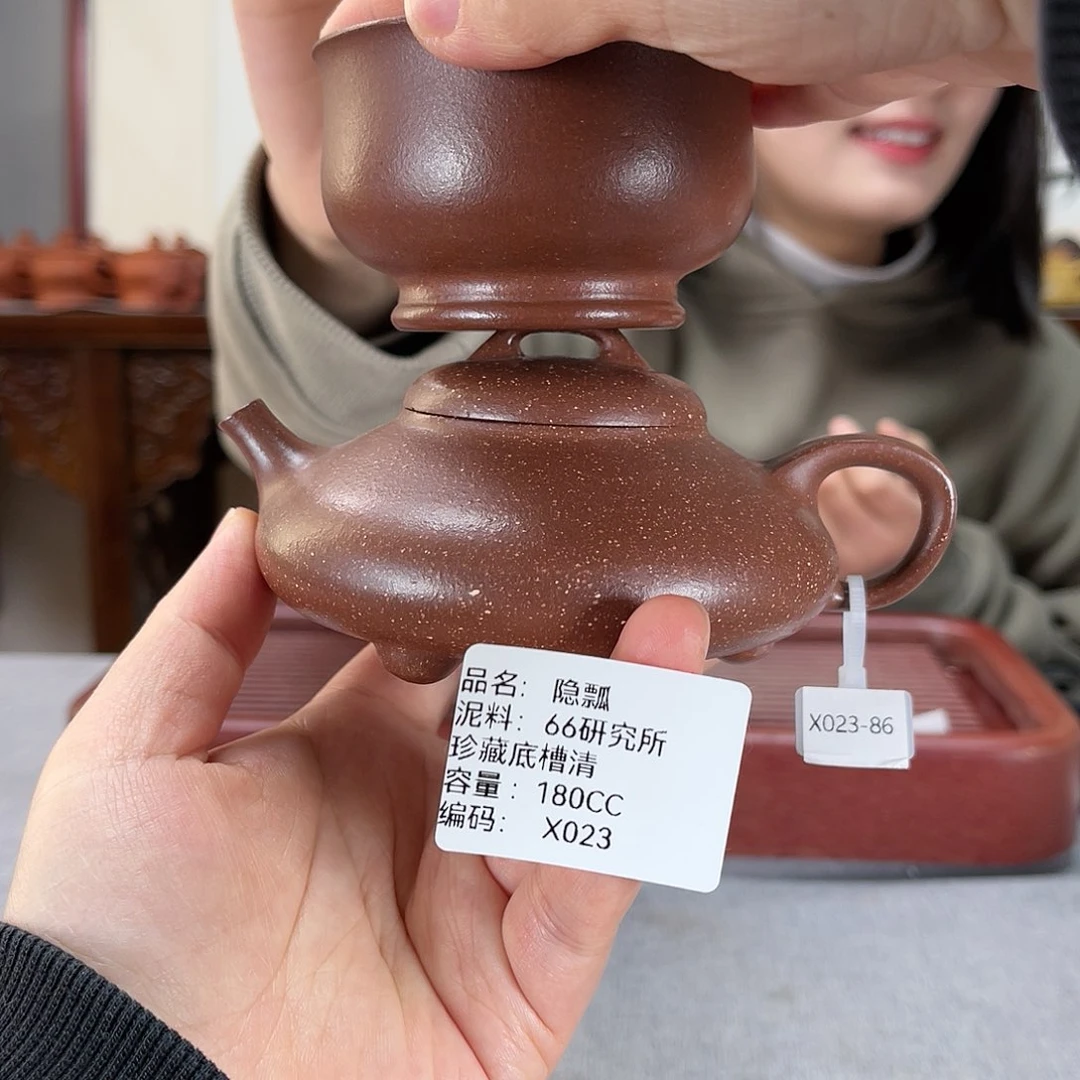 品名： 隐瓢
泥料：66研究所
珍藏底槽清
容量：180CC
编码： X023
X023-86